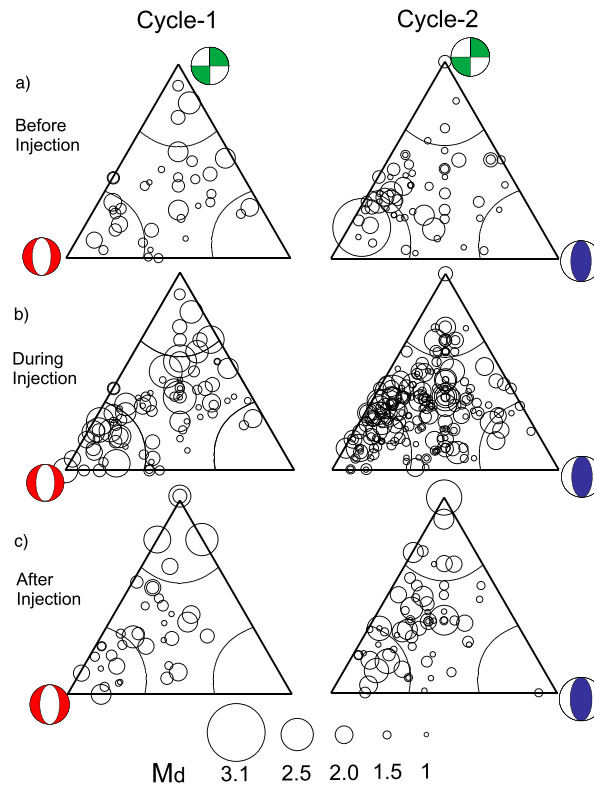 Cycle-1 Cycle-2
a)
Before
Injection
b)
During
Injection
c)
After
Injection
Md 3.1 2.5 2.0 1.5 1